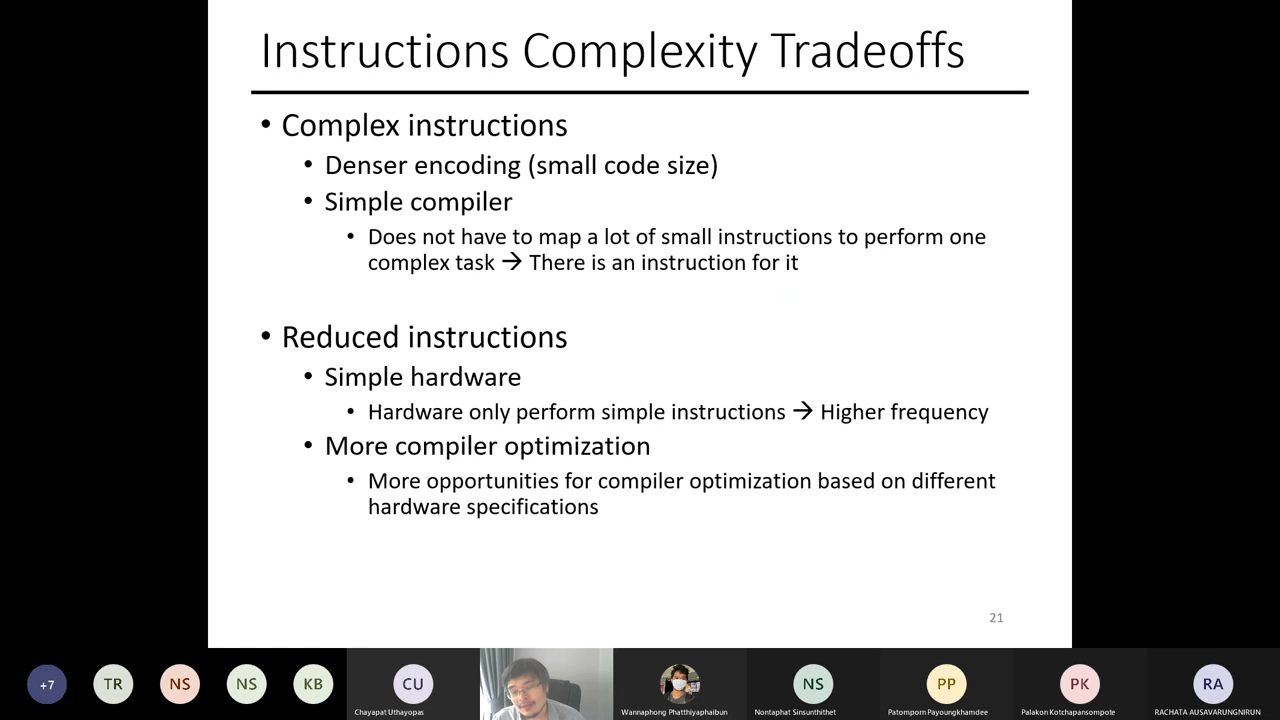 Instructions Complexity Tradeoffs
• Complex instructions
• Denser encoding (small code size)
• Simple compiler
• Does not have to map a lot of small instructions to perform one
complex task → There is an instruction for it
• Reduced instructions
• Simple hardware
• Hardware only perform simple instructions → Higher frequency
• More compiler optimization
• More opportunities for compiler optimization based on different
hardware specifications
21
+7 TR NS NS KB CU NS PP PK RA
Chayapat Uthayopas Wannaphong Phatthiyaphaibun Nontaphat Sinsunthithet Patomporn Payoungkhamdee Palakon Kotchapansompote RACHATA AUSAVARUNGNIRUN